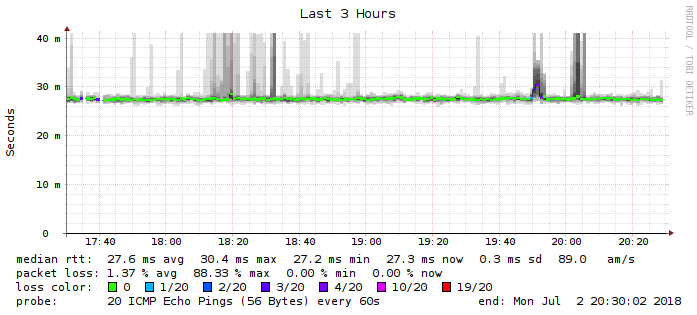 Last 3 Hours
RRDTOOL / TOBI OETIKER
Seconds
40 m
30 m
20 m
10 m
0
17:40 18:00 18:20 18:40 19:00 19:20 19:40 20:00 20:20
median rtt: 27.6 ms avg 30.4 ms max 27.2 ms min 27.3 ms now 0.3 ms sd 89.0 am/s
packet loss: 1.37 % avg 88.33 % max 0.00 % min 0.00 % now
loss color: 0 1/20 2/20 3/20 4/20 10/20 19/20
probe: 20 ICMP Echo Pings (56 Bytes) every 60s end: Mon Jul 2 20:30:02 2018